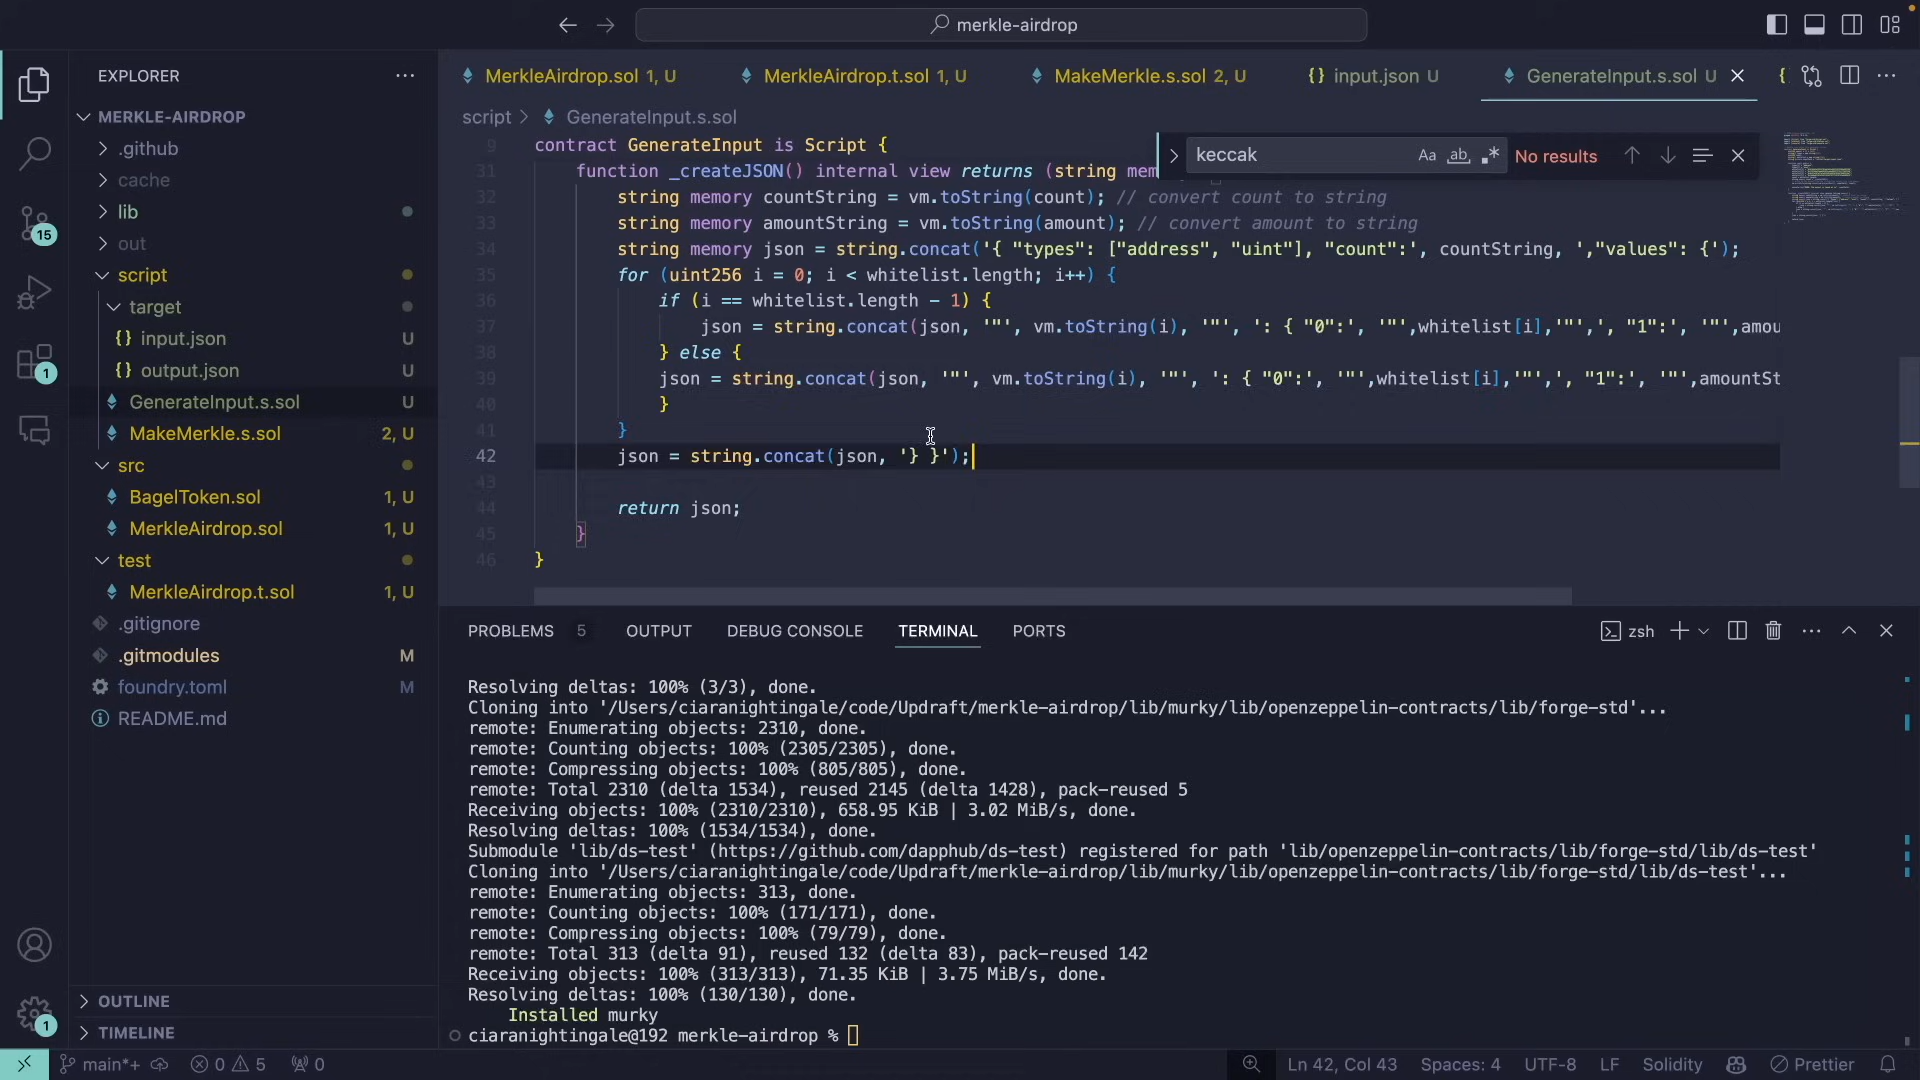 merkle-airdrop
EXPLORER
MERKLE-AIRDROP
.github
cache
lib
out
script
target
input.json U
output.json U
GenerateInput.s.sol U
MakeMerkle.s.sol 2, U
src
BagelToken.sol 1, U
MerkleAirdrop.sol 1, U
test
MerkleAirdrop.t.sol 1, U
.gitignore
.gitmodules M
foundry.toml M
README.md
OUTLINE
TIMELINE
15
1
1
MerkleAirdrop.sol 1, U MerkleAirdrop.t.sol 1, U MakeMerkle.s.sol 2, U {} input.json U GenerateInput.s.sol U
script > GenerateInput.s.sol
keccak Aa ab .* No results
9 contract GenerateInput is Script {
31 function _createJSON() internal view returns (string mem
32 string memory countString = vm.toString(count); // convert count to string
33 string memory amountString = vm.toString(amount); // convert amount to string
34 string memory json = string.concat('{ "types": ["address", "uint"], "count":', countString, ',"values": {');
35 for (uint256 i = 0; i < whitelist.length; i++) {
36 if (i == whitelist.length - 1) {
37 json = string.concat(json, '"', vm.toString(i), '"', ': { "0":', '"',whitelist[i],'"',', "1":', '"',amou
38 } else {
39 json = string.concat(json, '"', vm.toString(i), '"', ': { "0":', '"',whitelist[i],'"',', "1":', '"',amountSt
40 }
41 }
42 json = string.concat(json, '} }');
43
44 return json;
45 }
46 }
PROBLEMS 5 OUTPUT DEBUG CONSOLE TERMINAL PORTS zsh
Resolving deltas: 100% (3/3), done.
Cloning into '/Users/ciaranightingale/code/Updraft/merkle-airdrop/lib/murky/lib/openzeppelin-contracts/lib/forge-std'...
remote: Enumerating objects: 2310, done.
remote: Counting objects: 100% (2305/2305), done.
remote: Compressing objects: 100% (805/805), done.
remote: Total 2310 (delta 1534), reused 2145 (delta 1428), pack-reused 5
Receiving objects: 100% (2310/2310), 658.95 KiB | 3.02 MiB/s, done.
Resolving deltas: 100% (1534/1534), done.
Submodule 'lib/ds-test' (https://github.com/dapphub/ds-test) registered for path 'lib/openzeppelin-contracts/lib/forge-std/lib/ds-test'
Cloning into '/Users/ciaranightingale/code/Updraft/merkle-airdrop/lib/murky/lib/openzeppelin-contracts/lib/forge-std/lib/ds-test'...
remote: Enumerating objects: 313, done.
remote: Counting objects: 100% (171/171), done.
remote: Compressing objects: 100% (79/79), done.
remote: Total 313 (delta 91), reused 132 (delta 83), pack-reused 142
Receiving objects: 100% (313/313), 71.35 KiB | 3.75 MiB/s, done.
Resolving deltas: 100% (130/130), done.
Installed murky
ciaranightingale@192 merkle-airdrop %
main*+ 0 5 0 Ln 42, Col 43 Spaces: 4 UTF-8 LF Solidity Prettier